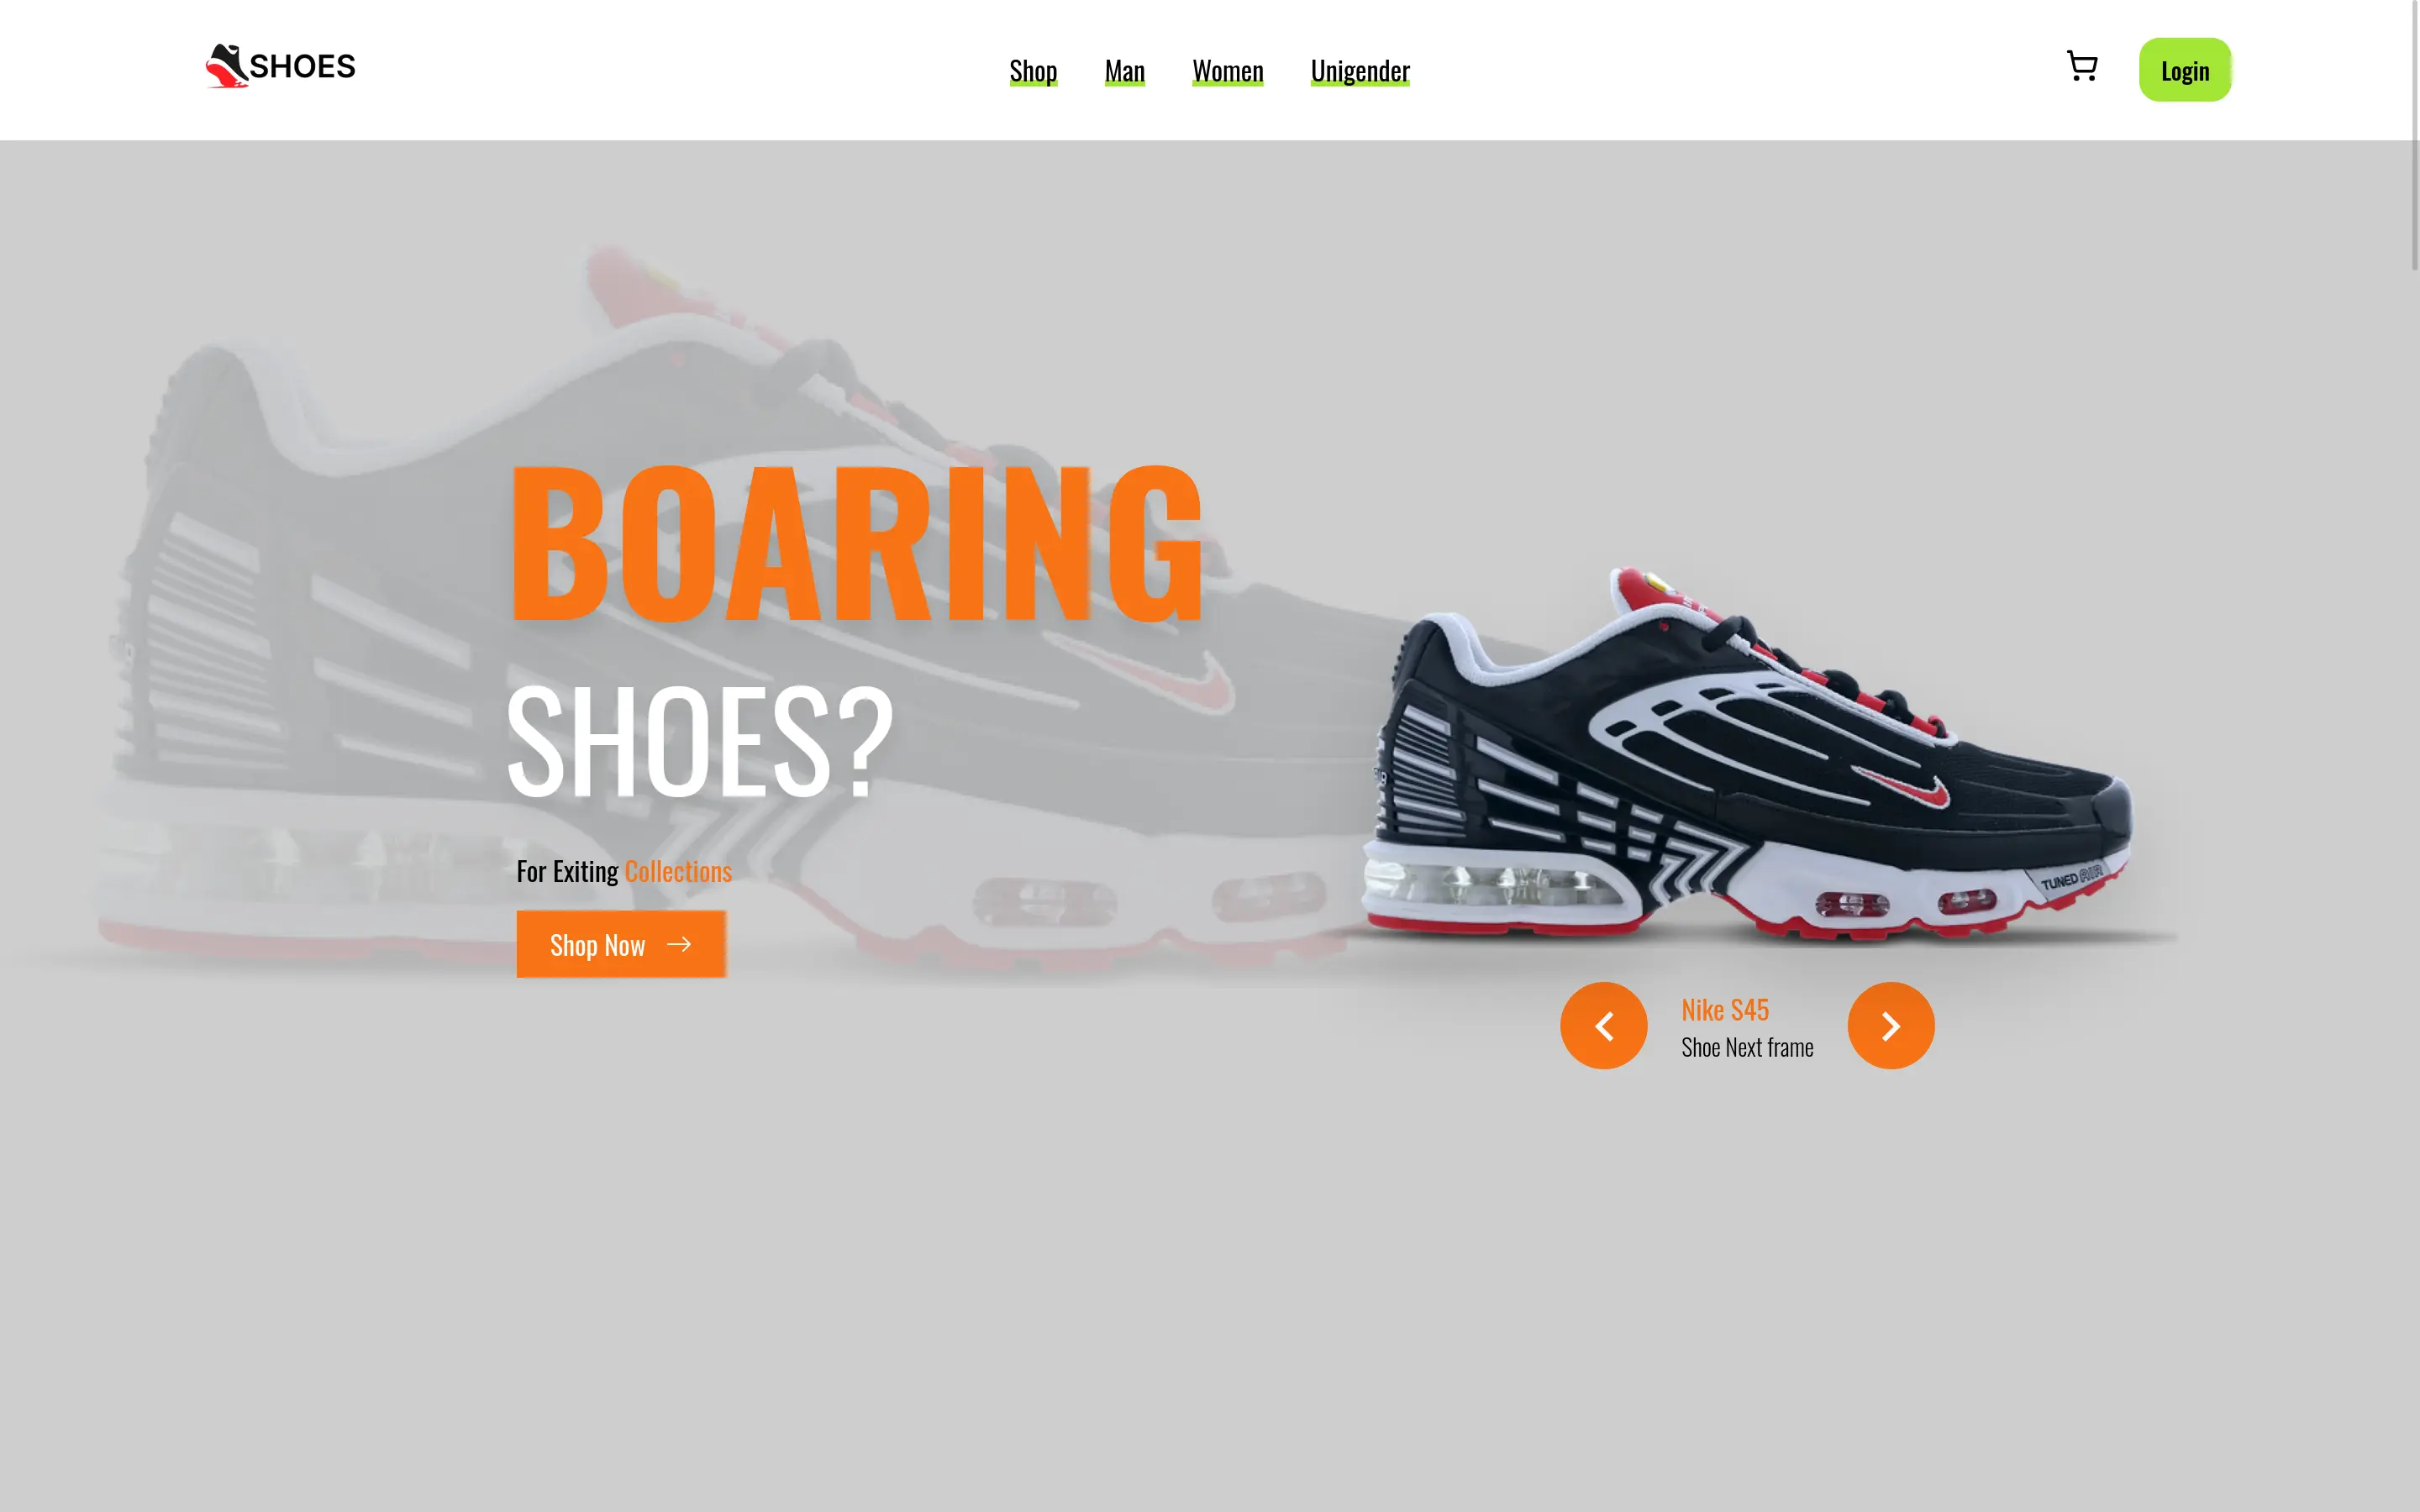 SHOES
Shop Man Women Unigender
Login
BOARING
SHOES?
For Exiting Collections
Shop Now
TUNED AIR
Nike S45
Shoe Next frame